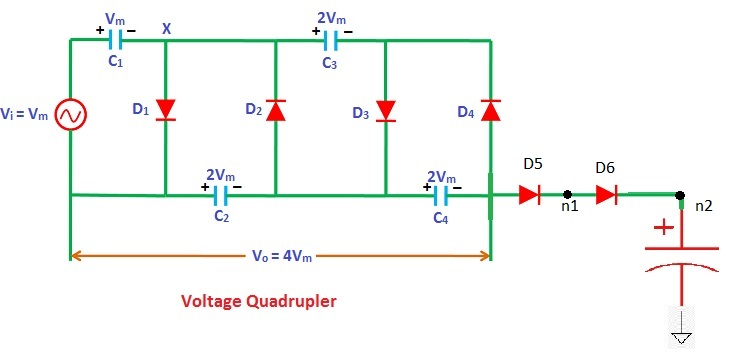 Vm
X
2Vm
+ −
+ −
C1
C3
Vi = Vm
D1
D2
D3
D4
2Vm
2Vm
+ −
+ −
C2
C4
D5
D6
n1
n2
Vo = 4Vm
+
Voltage Quadrupler